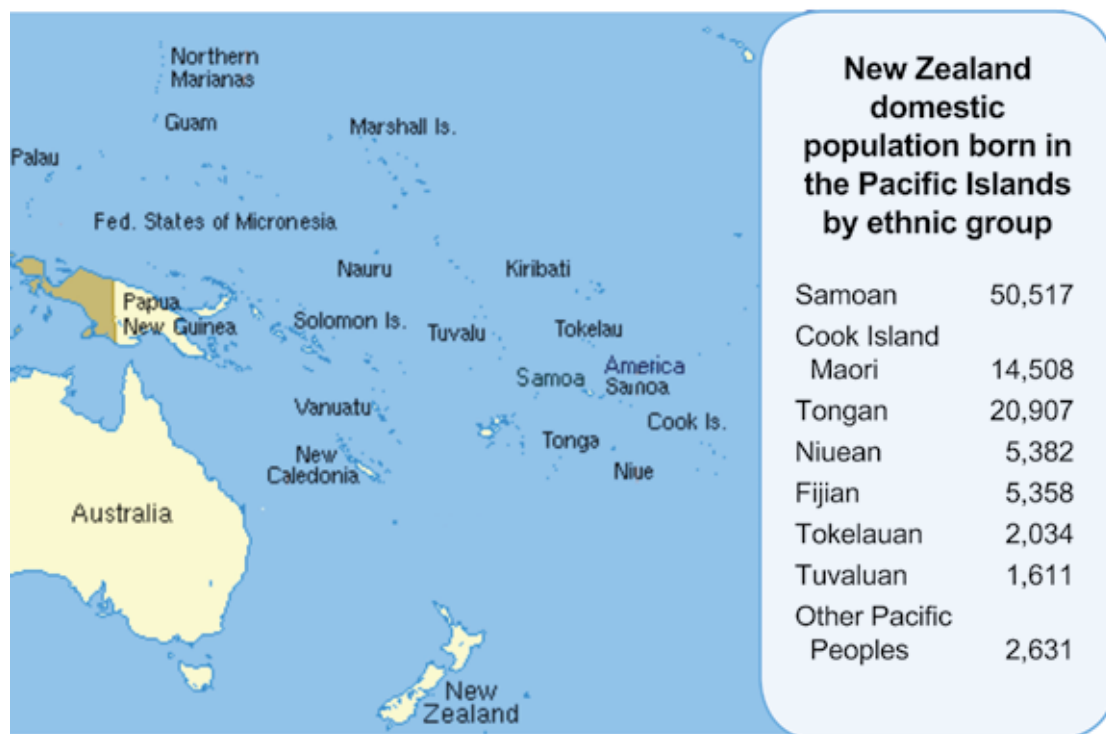 Northern
Marianas
Guam
Marshall Is.
Palau
Fed. States of Micronesia
Nauru
Kiribati
Papua
New Guinea
Solomon Is.
Tuvalu
Tokelau
America
Samoa
Samoa
Vanuatu
Cook Is.
New
Caledonia
Tonga
Niue
Australia
New
Zealand
New Zealand
domestic
population born in
the Pacific Islands
by ethnic group
Samoan 50,517
Cook Island
Maori 14,508
Tongan 20,907
Niuean 5,382
Fijian 5,358
Tokelauan 2,034
Tuvaluan 1,611
Other Pacific
Peoples 2,631